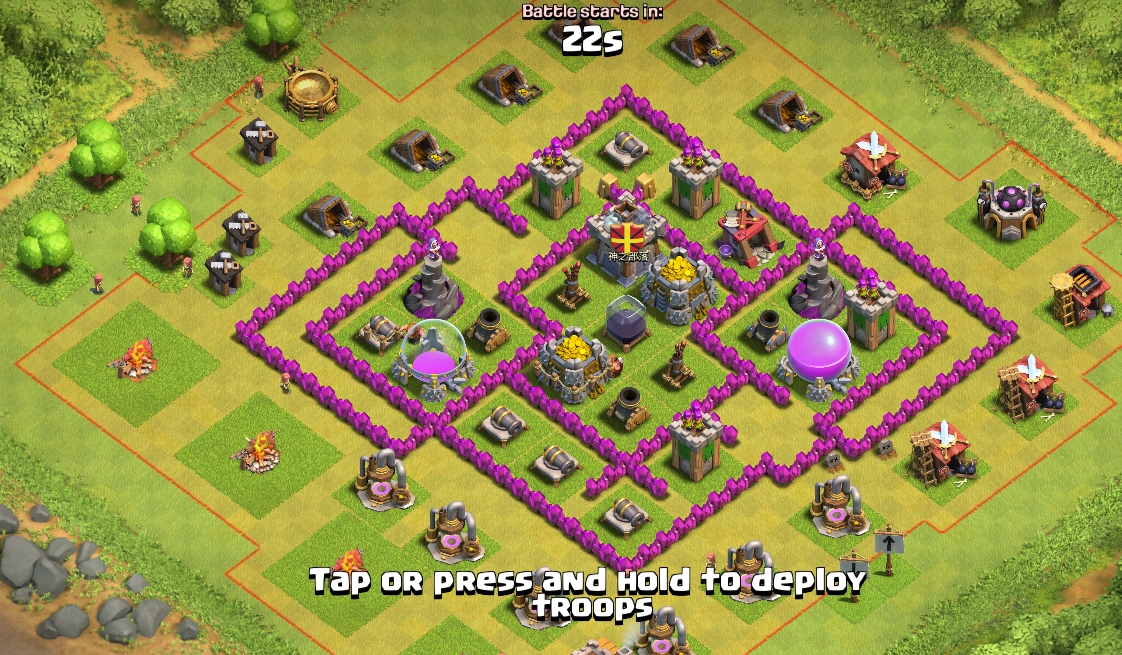 Battle starts in:
22s
神之部落
Tap or press and hold to deploy
troops